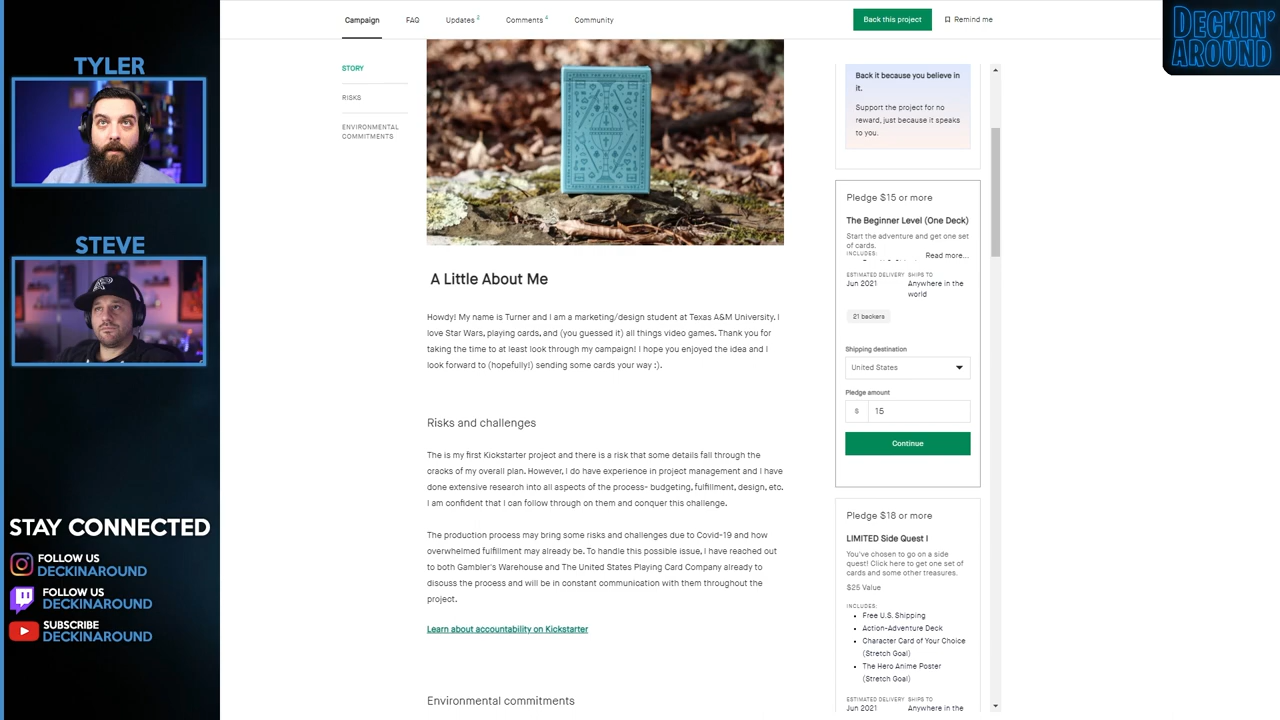 TYLER
STEVE
STAY CONNECTED
FOLLOW US
DECKINAROUND
FOLLOW US
DECKINAROUND
SUBSCRIBE
DECKINAROUND
Campaign
FAQ
Updates 2
Comments 4
Community
Back this project
Remind me
DECKIN'
AROUND
STORY
RISKS
ENVIRONMENTAL
COMMITMENTS
A Little About Me
Howdy! My name is Turner and I am a marketing/design student at Texas A&M University. I
love Star Wars, playing cards, and (you guessed it) all things video games. Thank you for
taking the time to at least look through my campaign! I hope you enjoyed the idea and I
look forward to (hopefully!) sending some cards your way :).
Risks and challenges
The is my first Kickstarter project and there is a risk that some details fall through the
cracks of my overall plan. However, I do have experience in project management and I have
done extensive research into all aspects of the process- budgeting, fulfillment, design, etc.
I am confident that I can follow through on them and conquer this challenge.
The production process may bring some risks and challenges due to Covid-19 and how
overwhelmed fulfillment may already be. To handle this possible issue, I have reached out
to both Gambler's Warehouse and The United States Playing Card Company already to
discuss the process and will be in constant communication with them throughout the
project.
Learn about accountability on Kickstarter
Environmental commitments
Back it because you believe in
it.
Support the project for no
reward, just because it speaks
to you.
Pledge $15 or more
The Beginner Level (One Deck)
Start the adventure and get one set
of cards.
INCLUDES:
Read more...
ESTIMATED DELIVERY
SHIPS TO
Jun 2021
Anywhere in the
world
21 backers
Shipping destination
United States
Pledge amount
$ 15
Continue
Pledge $18 or more
LIMITED Side Quest I
You've chosen to go on a side
quest! Click here to get one set of
cards and some other treasures.
$25 Value
INCLUDES:
Free U.S. Shipping
Action-Adventure Deck
Character Card of Your Choice
(Stretch Goal)
The Hero Anime Poster
(Stretch Goal)
ESTIMATED DELIVERY
SHIPS TO
Jun 2021
Anywhere in the